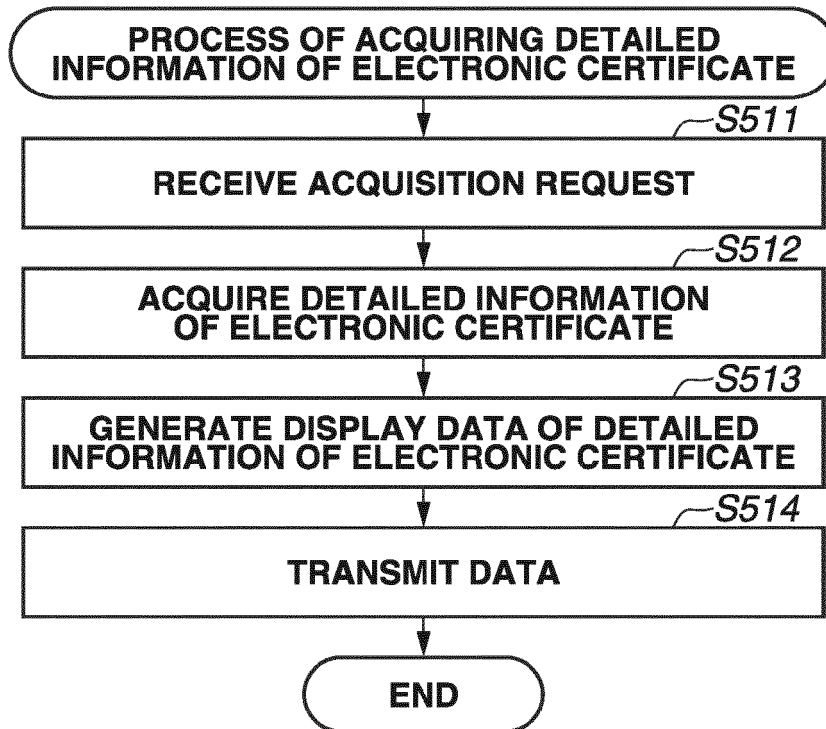 PROCESS OF ACQUIRING DETAILED
INFORMATION OF ELECTRONIC CERTIFICATE
S511
RECEIVE ACQUISITION REQUEST
S512
ACQUIRE DETAILED INFORMATION
OF ELECTRONIC CERTIFICATE
S513
GENERATE DISPLAY DATA OF DETAILED
INFORMATION OF ELECTRONIC CERTIFICATE
S514
TRANSMIT DATA
END